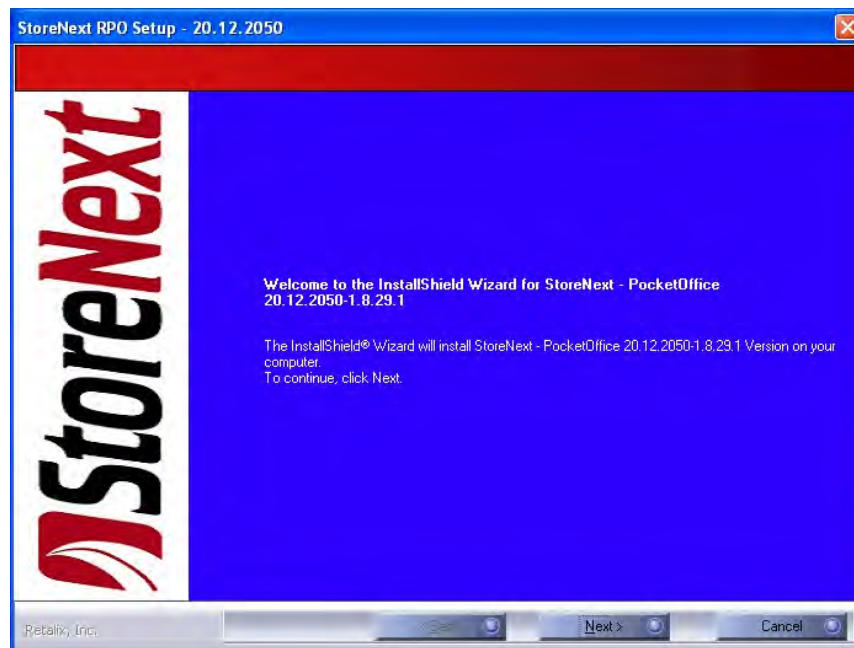 StoreNext RPO Setup - 20.12.2050
StoreNext
Welcome to the InstallShield Wizard for StoreNext - PocketOffice
20.12.2050-1.8.29.1
The InstallShield® Wizard will install StoreNext - PocketOffice 20.12.2050-1.8.29.1 Version on your
computer.
To continue, click Next.
Retalix, Inc.
Next >
Cancel